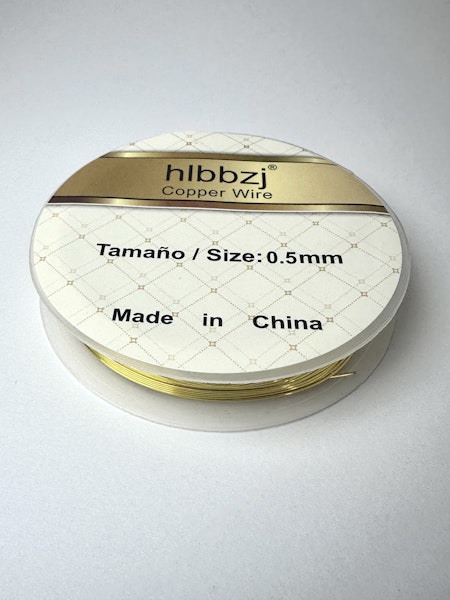 hlbbzj®
Copper Wire
Tamaño / Size: 0.5mm
Made in China